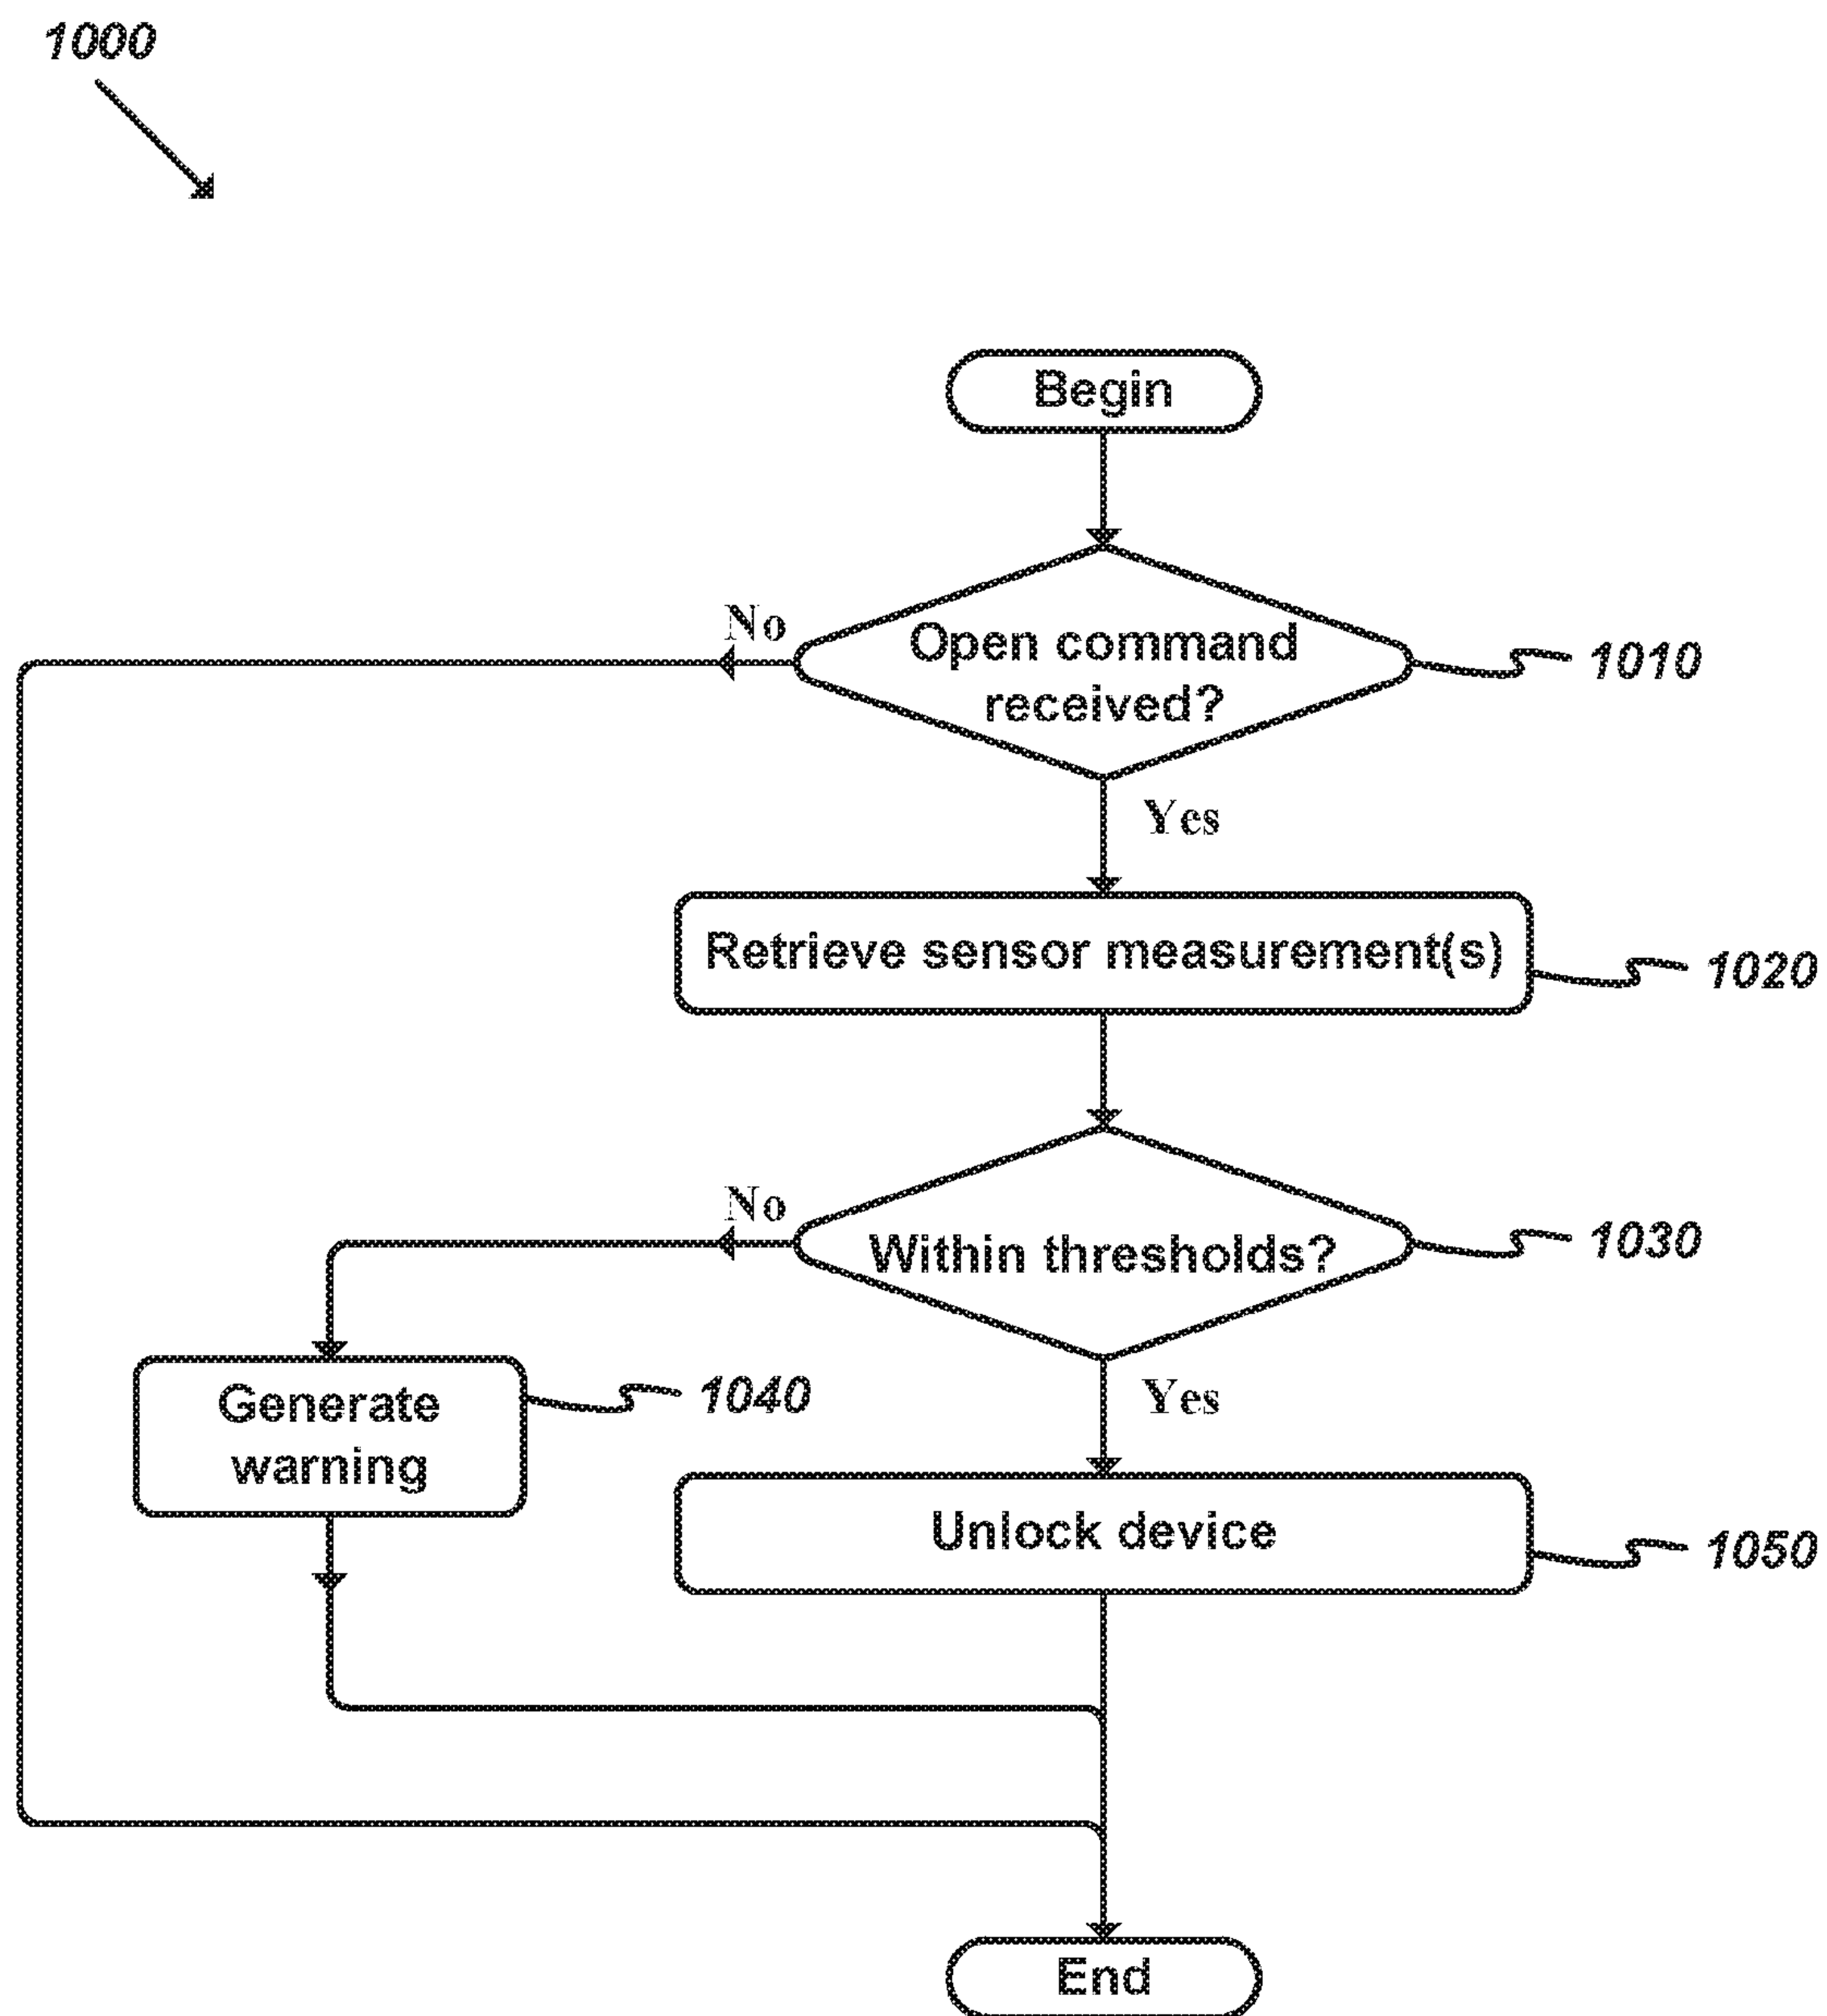 1000
Begin
No
Open command
received?
1010
Yes
Retrieve sensor measurement(s)
1020
No
Within thresholds?
1030
Generate
warning
1040
Yes
Unlock device
1050
End